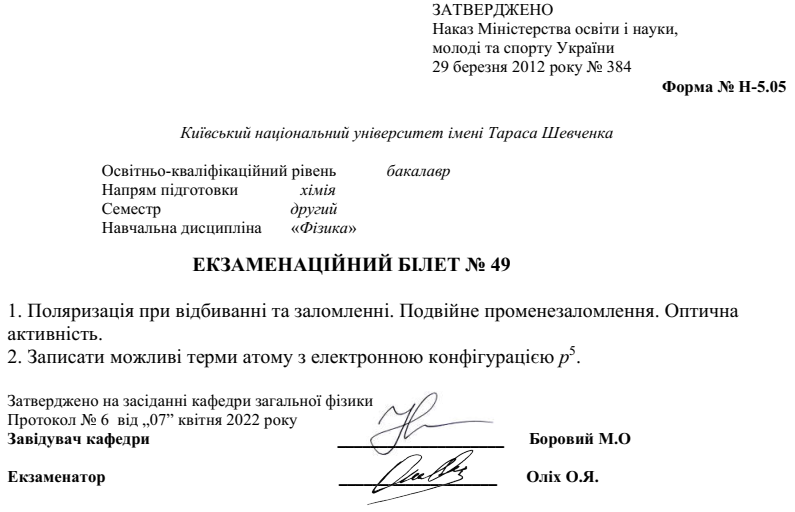 ЗАТВЕРДЖЕНО
Наказ Міністерства освіти і науки,
молоді та спорту України
29 березня 2012 року № 384
Форма № Н-5.05
Київський національний університет імені Тараса Шевченка
Освітньо-кваліфікаційний рівень бакалавр
Напрям підготовки хімія
Семестр другий
Навчальна дисципліна «Фізика»
ЕКЗАМЕНАЦІЙНИЙ БІЛЕТ № 49
1. Поляризація при відбиванні та заломленні. Подвійне променезаломлення. Оптична
активність.
2. Записати можливі терми атому з електронною конфігурацією p⁵.
Затверджено на засіданні кафедри загальної фізики
Протокол № 6 від „07” квітня 2022 року
Завідувач кафедри Боровий М.О
Екзаменатор Оліх О.Я.